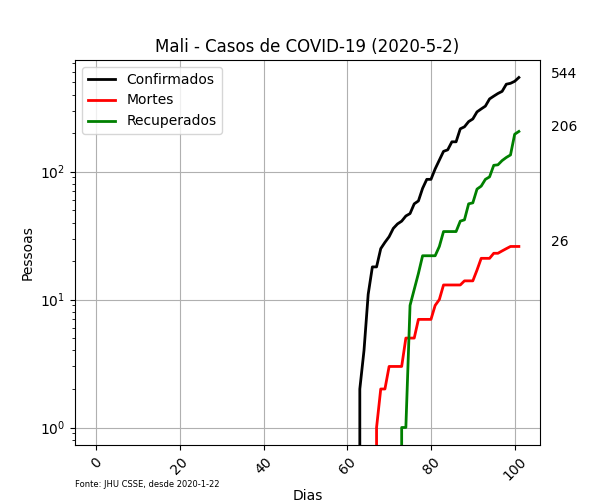 Mali - Casos de COVID-19 (2020-5-2)
Confirmados
Mortes
Recuperados
544
206
26
Pessoas
10²
10¹
10⁰
0 20 40 60 80 100
Fonte: JHU CSSE, desde 2020-1-22
Dias